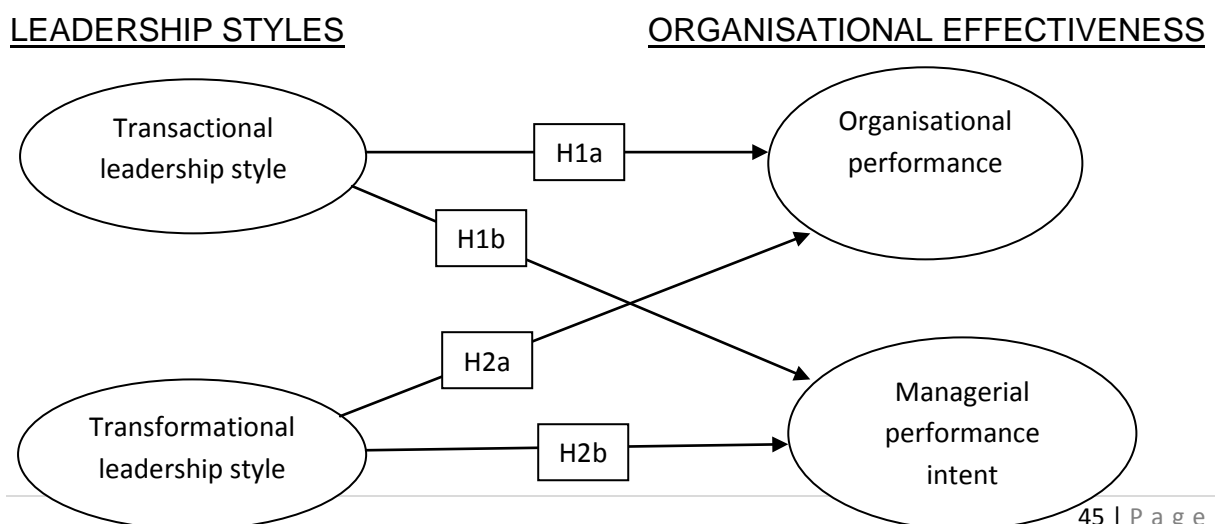 LEADERSHIP STYLES
ORGANISATIONAL EFFECTIVENESS
Transactional
leadership style
H1a
Organisational
performance
H1b
H2a
Transformational
leadership style
H2b
Managerial
performance
intent
45 | P a g e